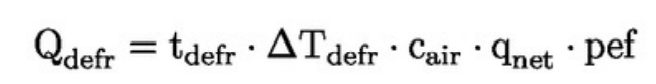 Q_defr = t_defr · ΔT_defr · c_air · q_net · pef